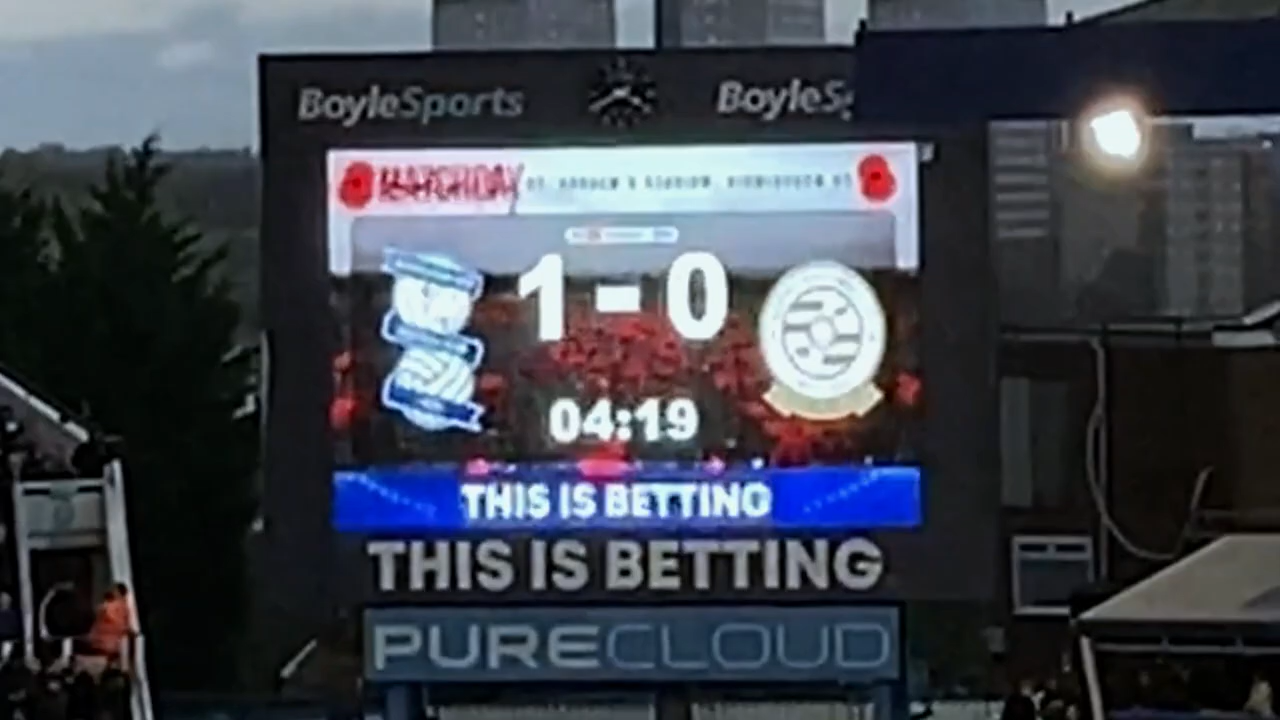 BoyleSports
BoyleS
MATCHDAY
1 - 0
04:19
THIS IS BETTING
THIS IS BETTING
PURECLOUD